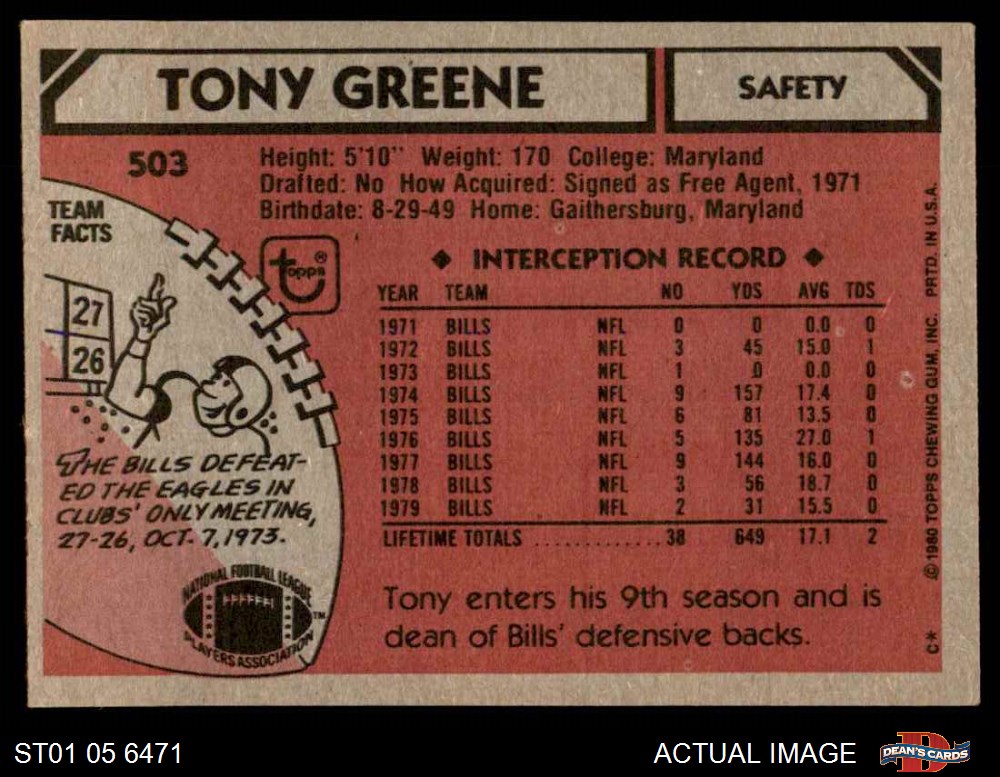 TONY GREENE
SAFETY
503
Height: 5'10" Weight: 170 College: Maryland
Drafted: No How Acquired: Signed as Free Agent, 1971
Birthdate: 8-29-49 Home: Gaithersburg, Maryland
TEAM
FACTS
27
26
THE BILLS DEFEAT-
ED THE EAGLES IN
CLUBS' ONLY MEETING,
27-26, OCT. 7, 1973.
NATIONAL FOOTBALL LEAGUE
PLAYERS ASSOCIATION
TM
Topps ®
◆ INTERCEPTION RECORD ◆
YEAR TEAM NO YDS AVG TDS
1971 BILLS NFL 0 0 0.0 0
1972 BILLS NFL 3 45 15.0 1
1973 BILLS NFL 1 0 0.0 0
1974 BILLS NFL 9 157 17.4 0
1975 BILLS NFL 6 81 13.5 0
1976 BILLS NFL 5 135 27.0 1
1977 BILLS NFL 9 144 16.0 0
1978 BILLS NFL 3 56 18.7 0
1979 BILLS NFL 2 31 15.5 0
LIFETIME TOTALS ............. 38 649 17.1 2
Tony enters his 9th season and is
dean of Bills' defensive backs.
C* © 1980 TOPPS CHEWING GUM, INC. PRTD. IN U.S.A.
ST01 05 6471
ACTUAL IMAGE
D
DEAN'S CARDS